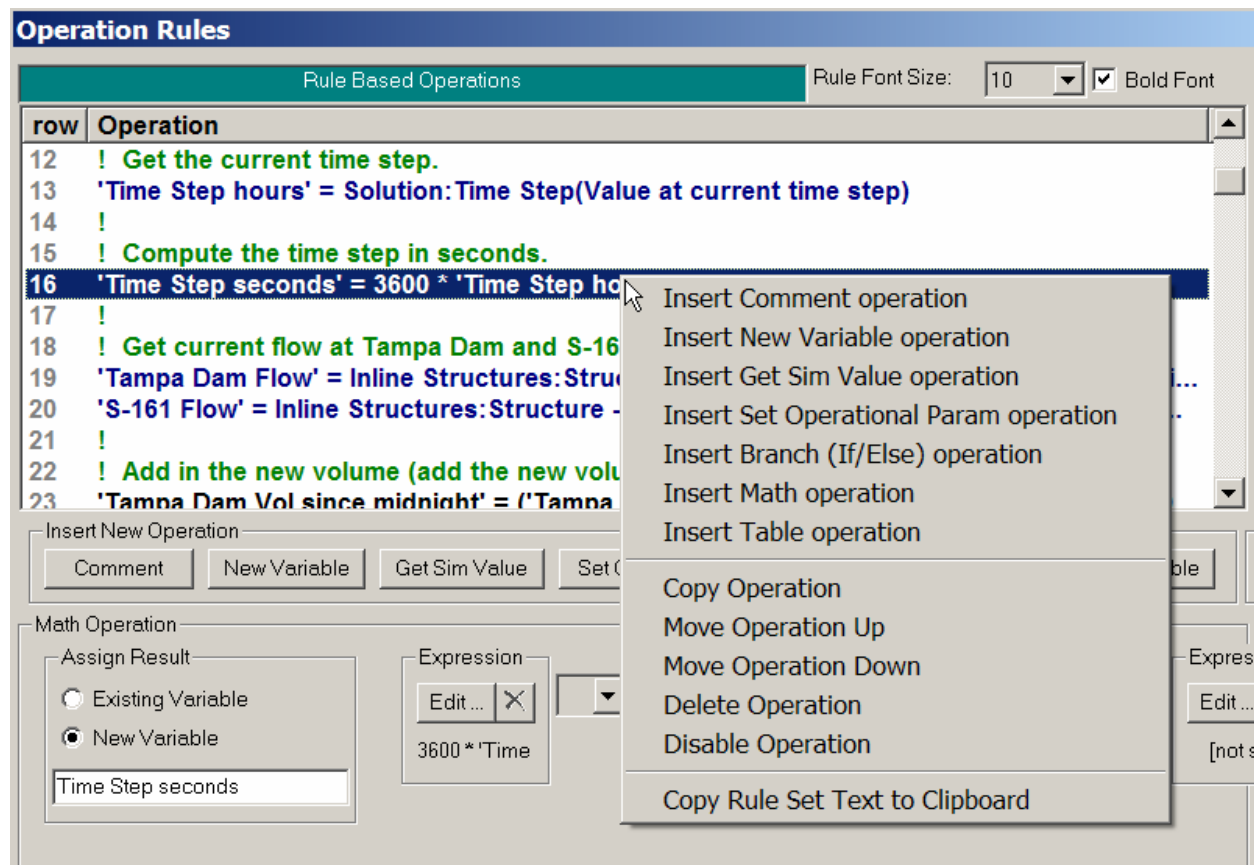 Operation Rules
Rule Based Operations
Rule Font Size: 10 Bold Font
row Operation
12 ! Get the current time step.
13 'Time Step hours' = Solution:Time Step(Value at current time step)
14 !
15 ! Compute the time step in seconds.
16 'Time Step seconds' = 3600 * 'Time Step ho
17 !
18 ! Get current flow at Tampa Dam and S-16
19 'Tampa Dam Flow' = Inline Structures:Stru i...
20 'S-161 Flow' = Inline Structures:Structure - ..
21 !
22 ! Add in the new volume (add the new volu
23 'Tampa Dam Vol since midnight' = ('Tampa
Insert Comment operation
Insert New Variable operation
Insert Get Sim Value operation
Insert Set Operational Param operation
Insert Branch (If/Else) operation
Insert Math operation
Insert Table operation
Copy Operation
Move Operation Up
Move Operation Down
Delete Operation
Disable Operation
Copy Rule Set Text to Clipboard
Insert New Operation
Comment New Variable Get Sim Value Set ble
Math Operation
Assign Result
Existing Variable
New Variable
Time Step seconds
Expression
Edit ...
3600 * 'Time
Expres
Edit ...
[not s